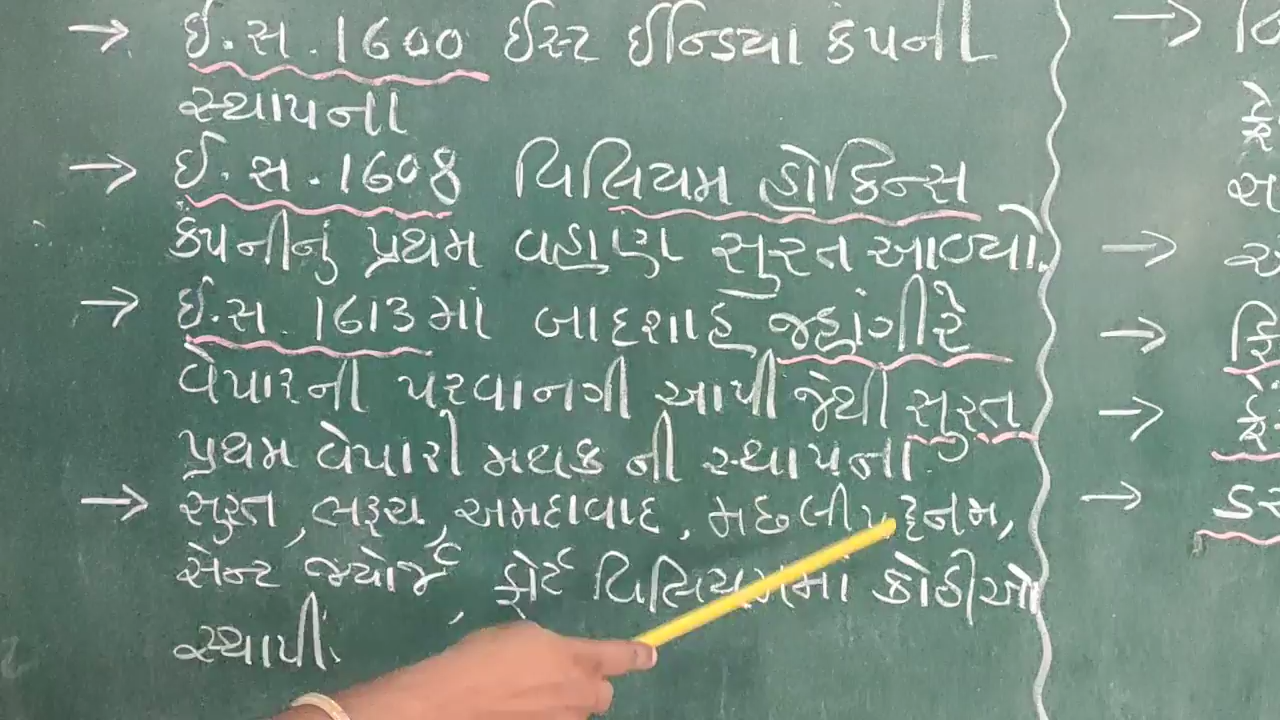 → ઈ.સ. 1600 ઈસ્ટ ઈન્ડિયા કંપની
સ્થાપના
→ ઈ.સ. 1608 વિલિયમ હોકિન્સ
કંપનીનું પ્રથમ વહાણ સુરત આવ્યો.
→ ઈ.સ. 1613માં બાદશાહ જહાંગીરે
વેપારની પરવાનગી આપી જેથી સુરત
પ્રથમ વેપારી મથક ની સ્થાપના.
→ સુરત, ભરૂચ, અમદાવાદ, મછલીપટ્ટનમ,
સેન્ટ જ્યોર્જ, ફોર્ટ વિલિયમમાં કોઠીઓ
સ્થાપી.